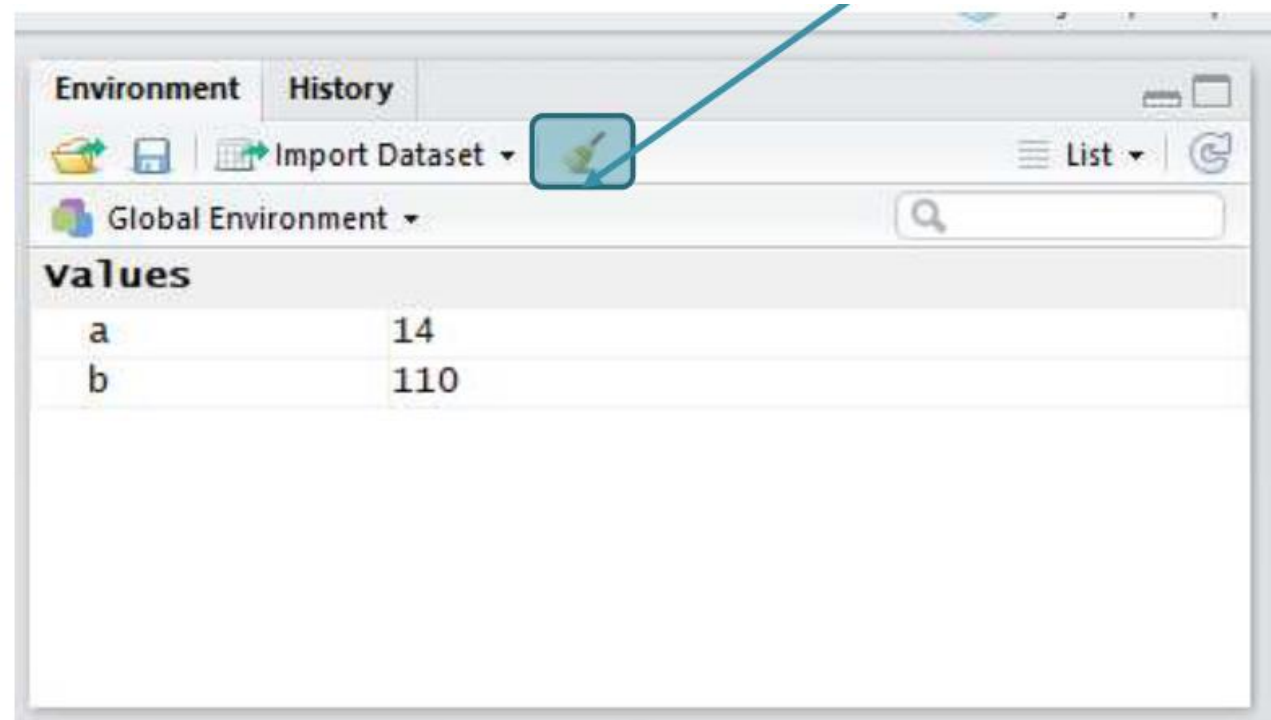 Environment History
Import Dataset List
Global Environment
Values
a 14
b 110